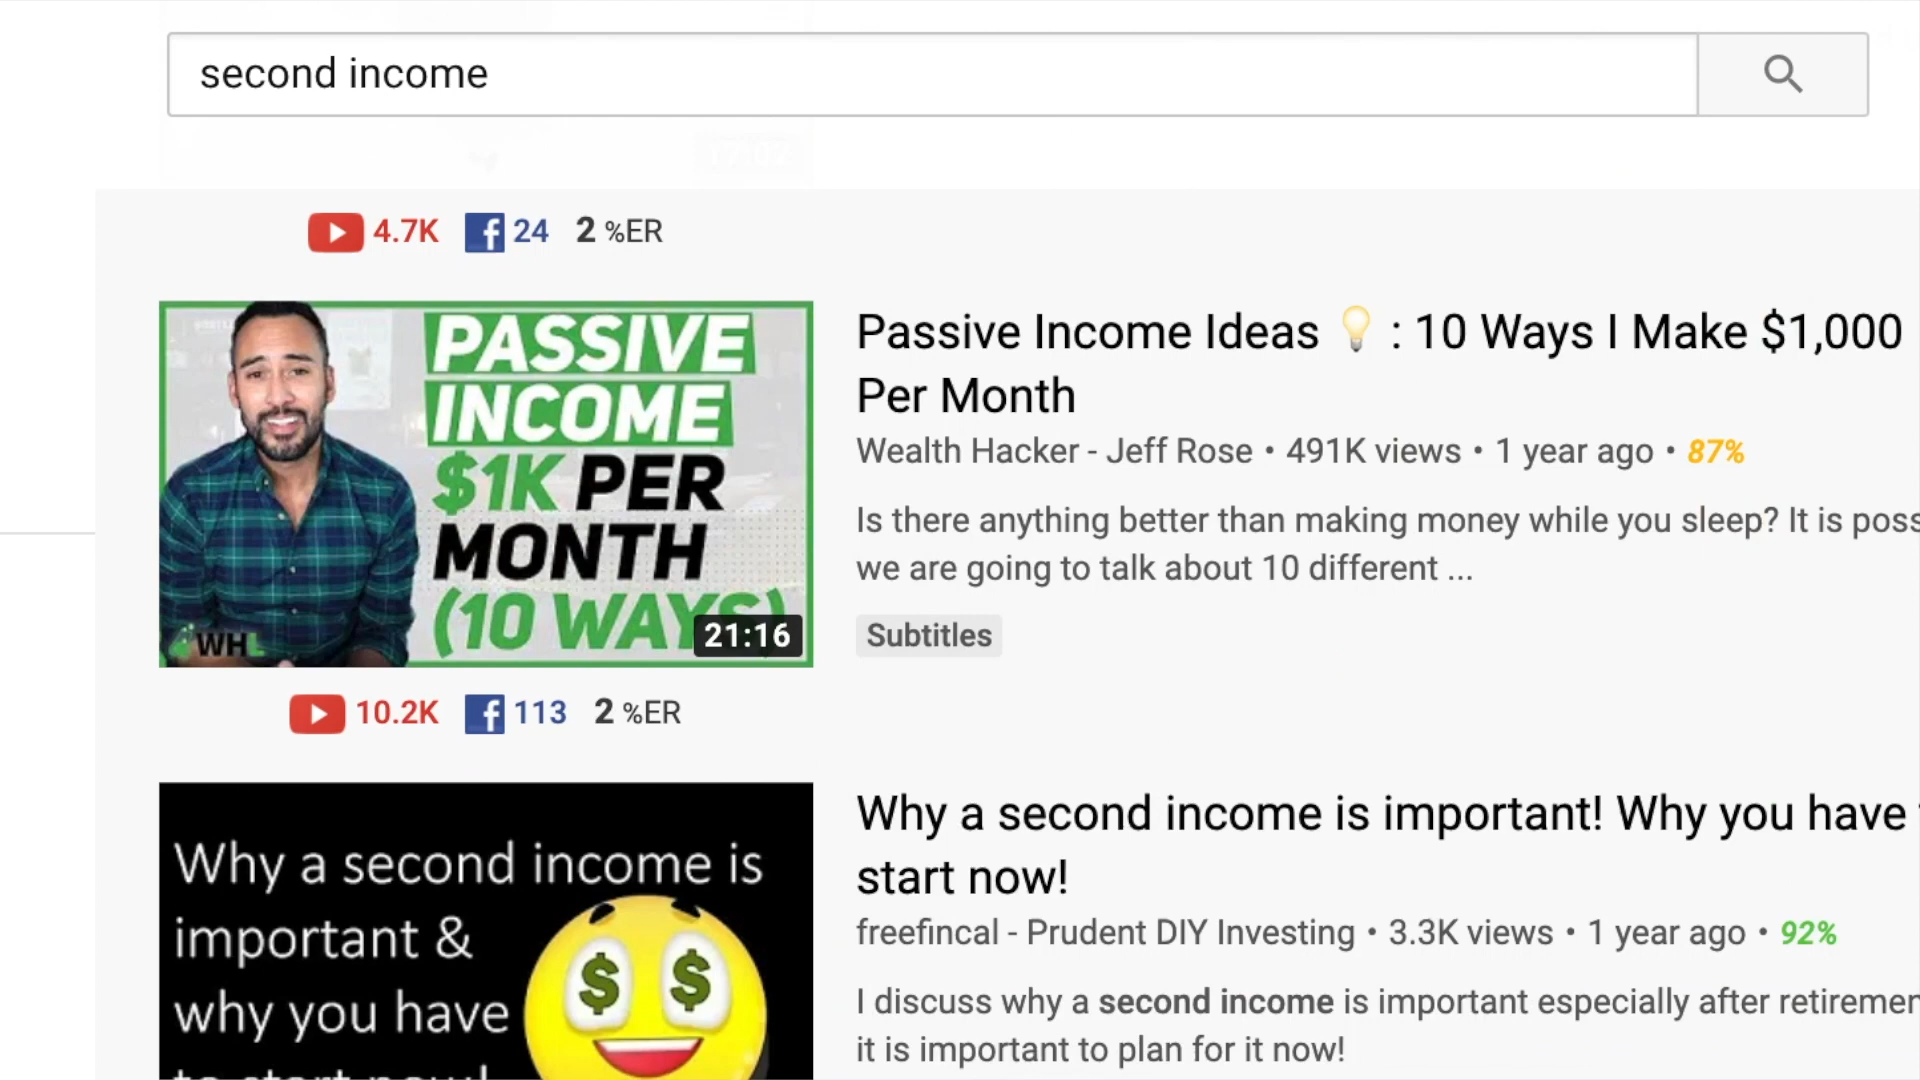 second income
4.7K 24 2 %ER
PASSIVE
INCOME
$1K PER
MONTH
(10 WAYS)
WHL
21:16
Passive Income Ideas 💡 : 10 Ways I Make $1,000
Per Month
Wealth Hacker - Jeff Rose • 491K views • 1 year ago • 87%
Is there anything better than making money while you sleep? It is poss
we are going to talk about 10 different ...
Subtitles
10.2K 113 2 %ER
Why a second income is
important &
why you have
to start now!
Why a second income is important! Why you have
start now!
freefincal - Prudent DIY Investing • 3.3K views • 1 year ago • 92%
I discuss why a second income is important especially after retiremen
it is important to plan for it now!